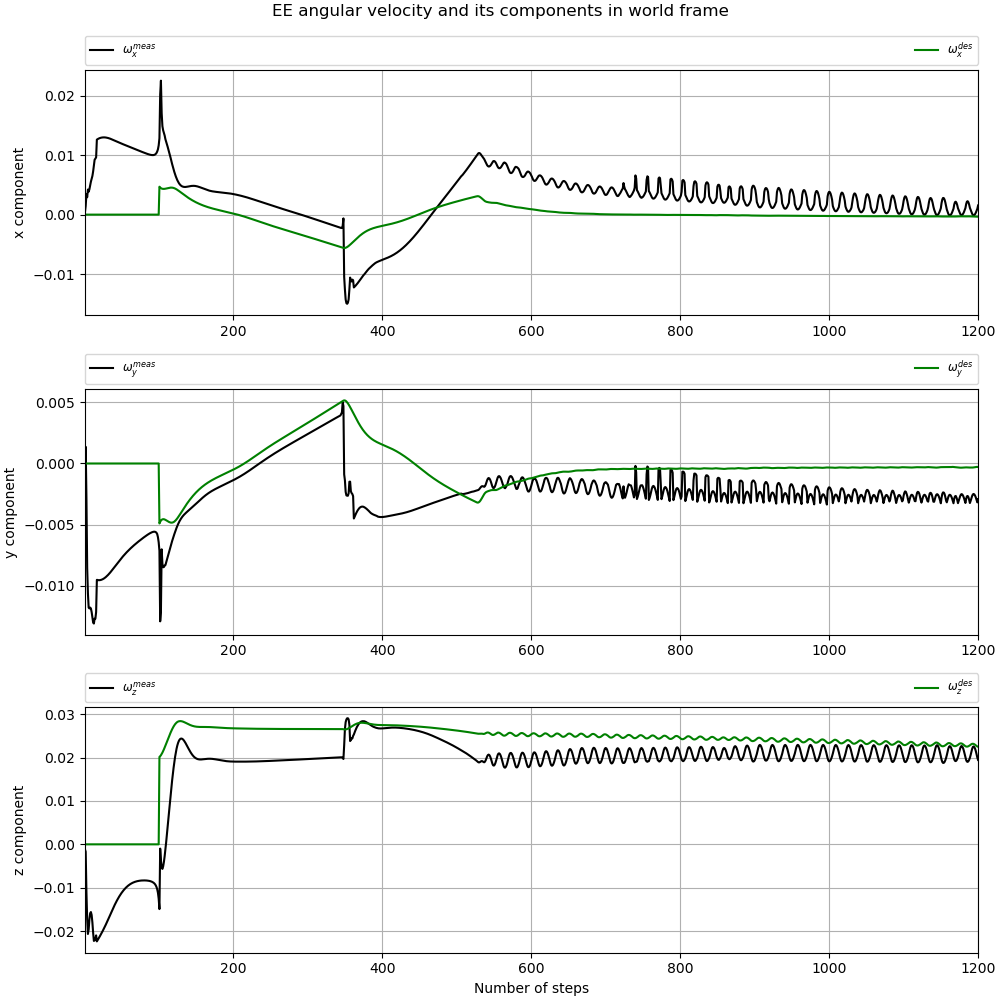 EE angular velocity and its components in world frame
ω_x^meas ω_x^des
0.02
0.01
0.00
−0.01
x component
200 400 600 800 1000 1200
ω_y^meas ω_y^des
0.005
0.000
−0.005
−0.010
y component
200 400 600 800 1000 1200
ω_z^meas ω_z^des
0.03
0.02
0.01
0.00
−0.01
−0.02
z component
200 400 600 800 1000 1200
Number of steps